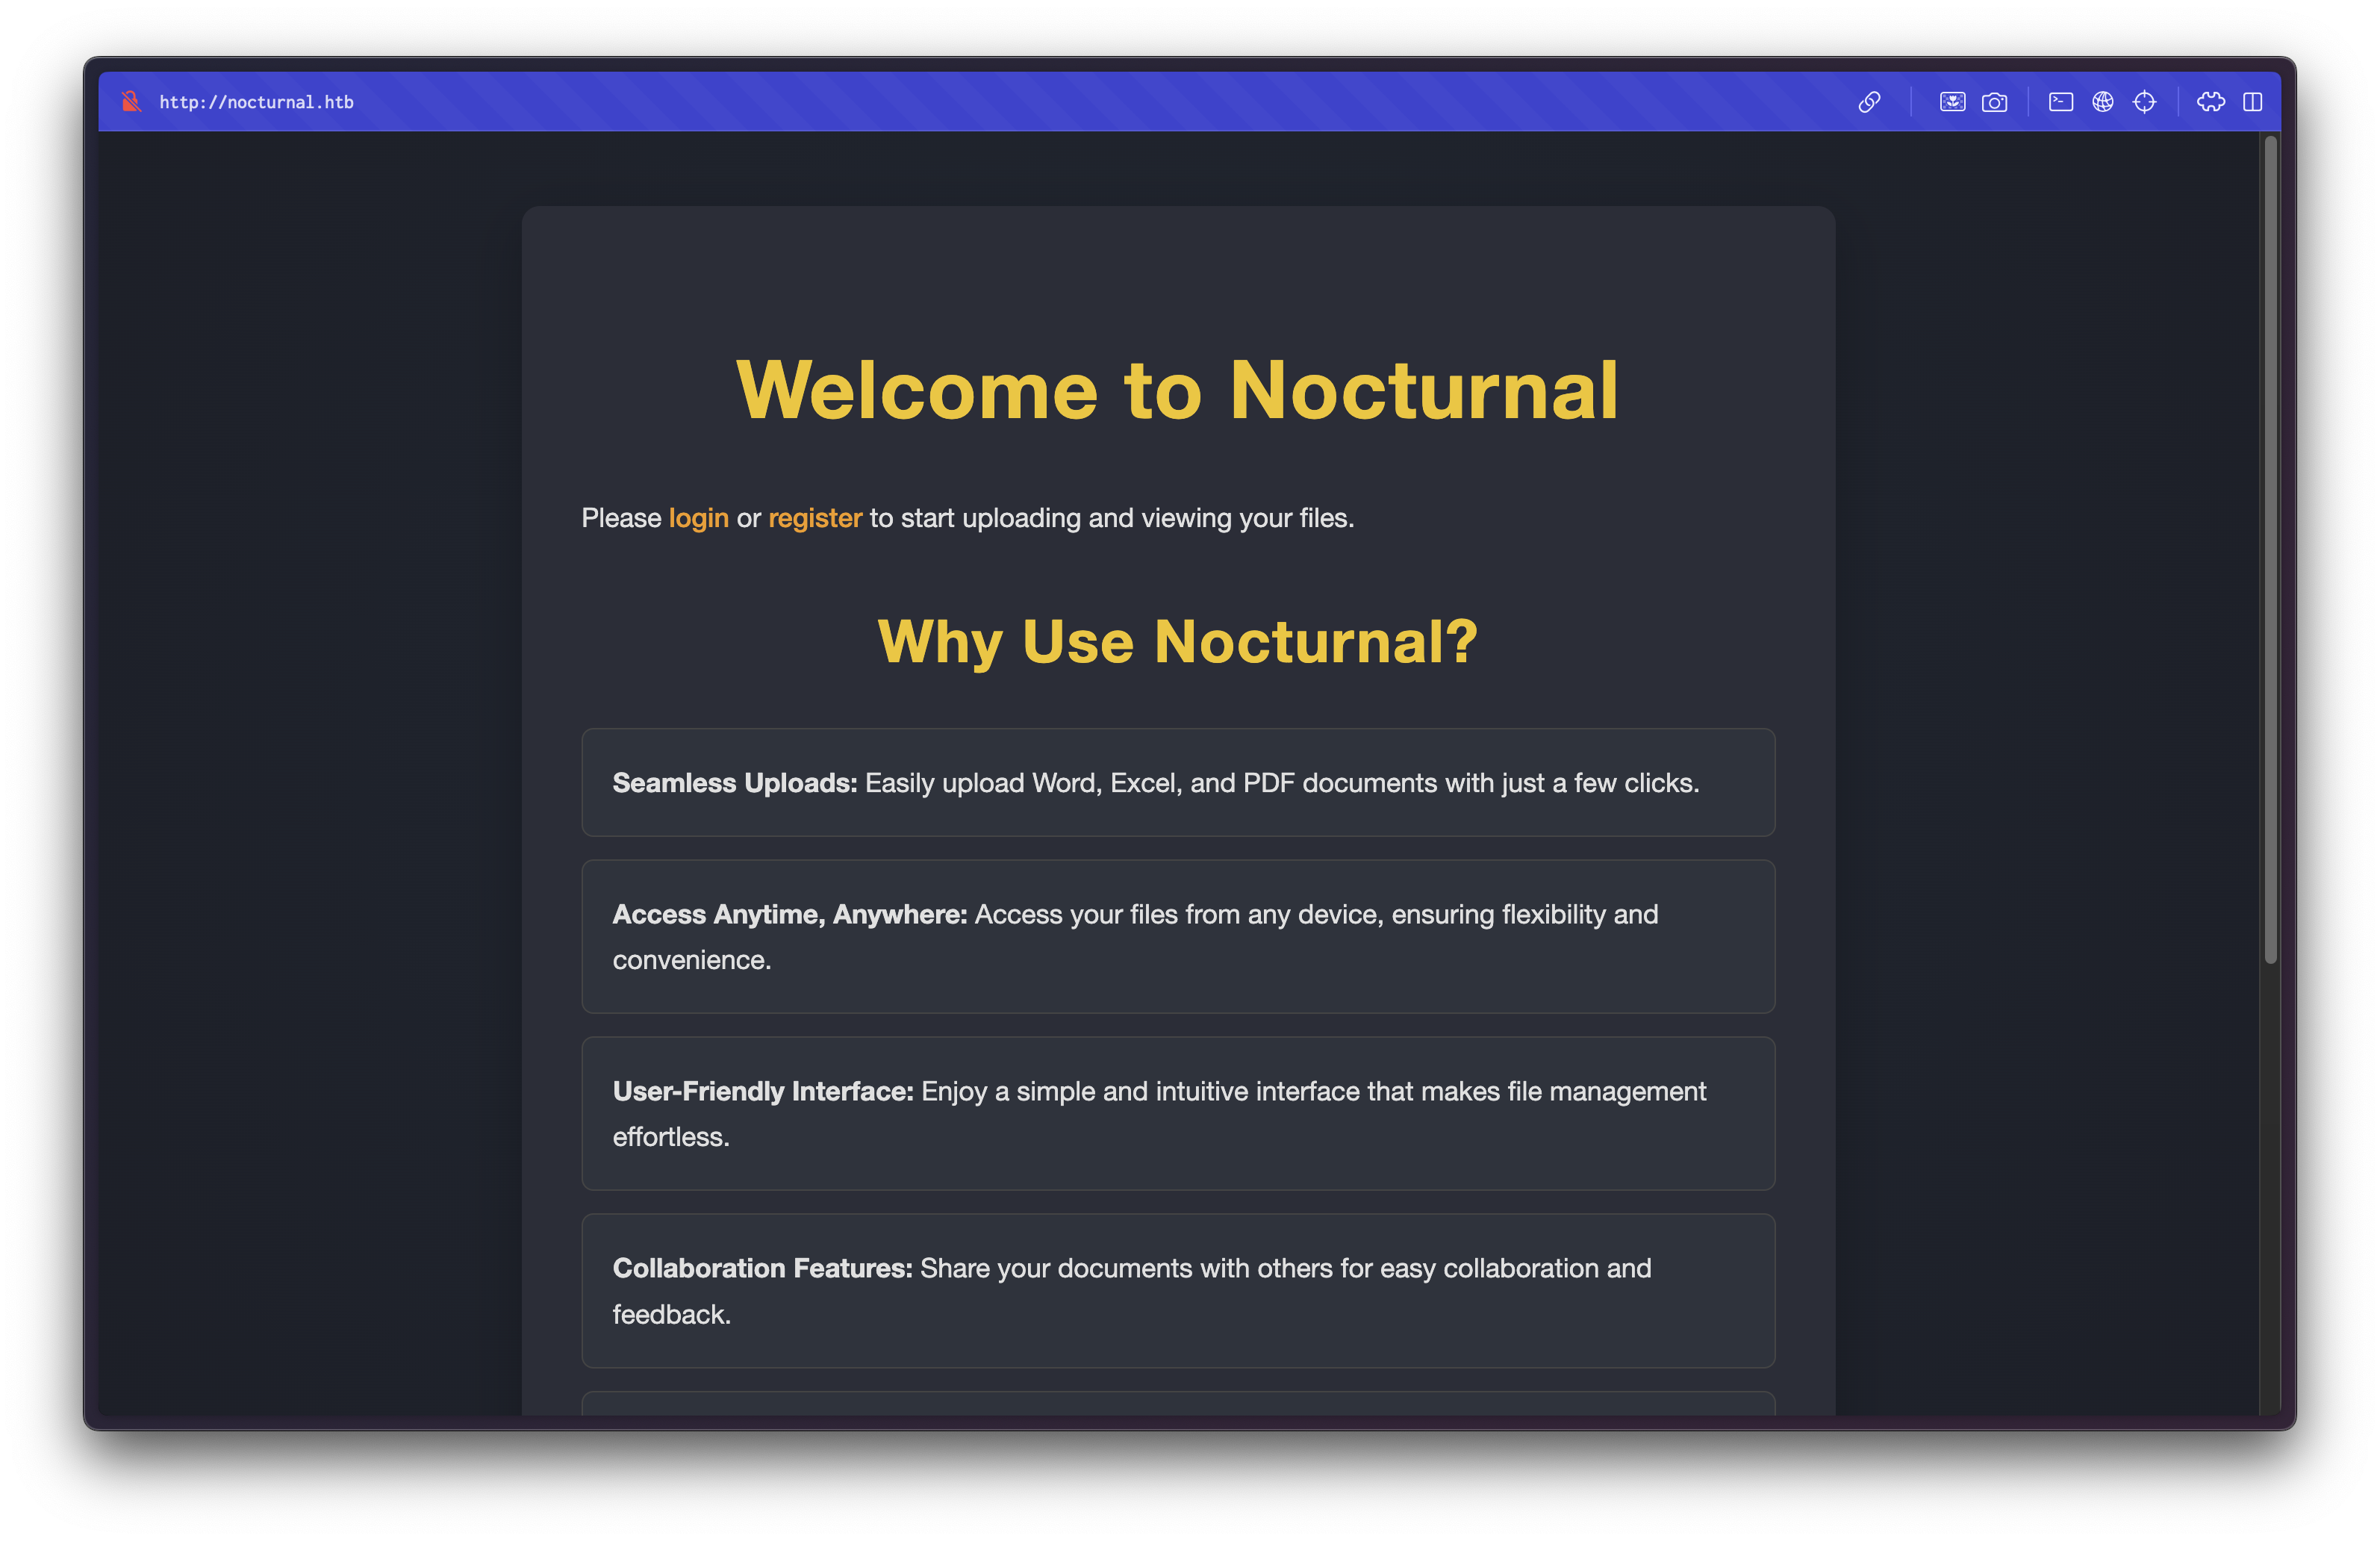 http://nocturnal.htb
Welcome to Nocturnal
Please login or register to start uploading and viewing your files.
Why Use Nocturnal?
Seamless Uploads: Easily upload Word, Excel, and PDF documents with just a few clicks.
Access Anytime, Anywhere: Access your files from any device, ensuring flexibility and
convenience.
User-Friendly Interface: Enjoy a simple and intuitive interface that makes file management
effortless.
Collaboration Features: Share your documents with others for easy collaboration and
feedback.